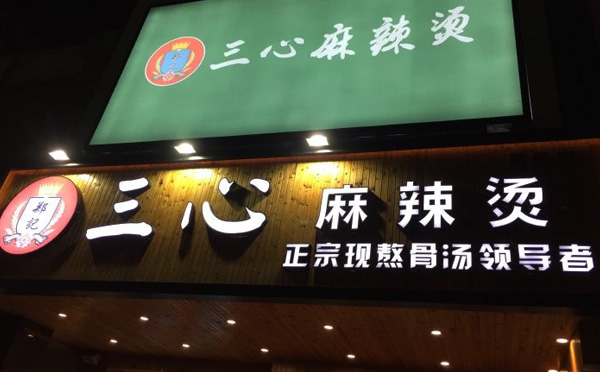 三心麻辣烫
郑记
三心 麻辣烫
正宗现熬骨汤领导者